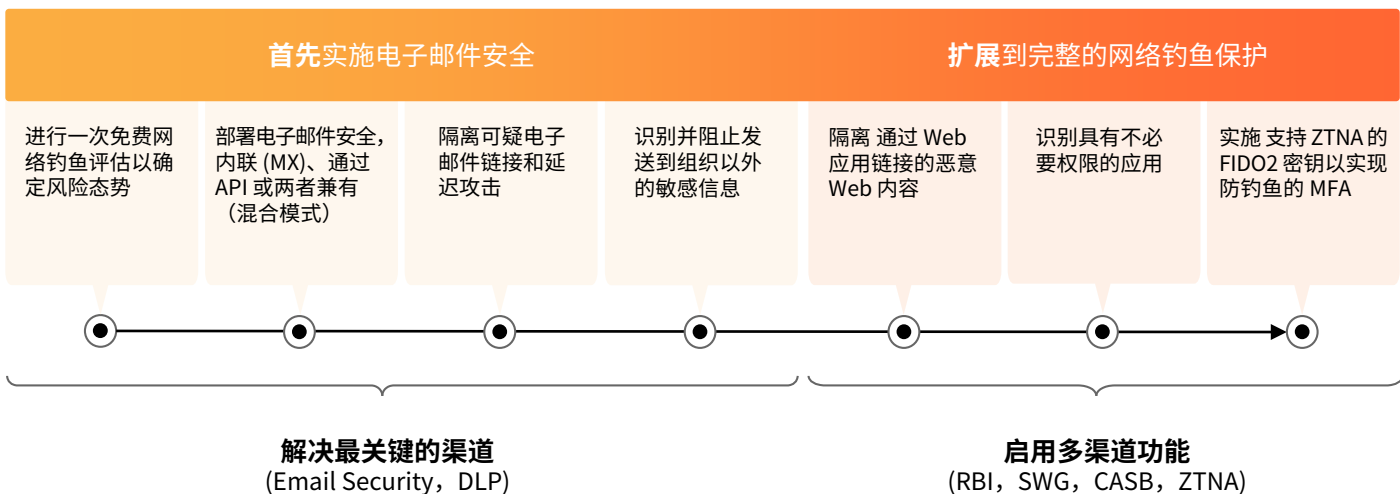 首先实施电子邮件安全
扩展到完整的网络钓鱼保护
进行一次免费网
络钓鱼评估以确
定风险态势
部署电子邮件安全，
内联 (MX)、通过
API 或两者兼有
（混合模式）
隔离可疑电子
邮件链接和延
迟攻击
识别并阻止发
送到组织以外
的敏感信息
隔离 通过 Web
应用链接的恶意
Web 内容
识别具有不必
要权限的应用
实施 支持 ZTNA 的
FIDO2 密钥以实现
防钓鱼的 MFA
解决最关键的渠道
(Email Security，DLP)
启用多渠道功能
(RBI，SWG，CASB，ZTNA)